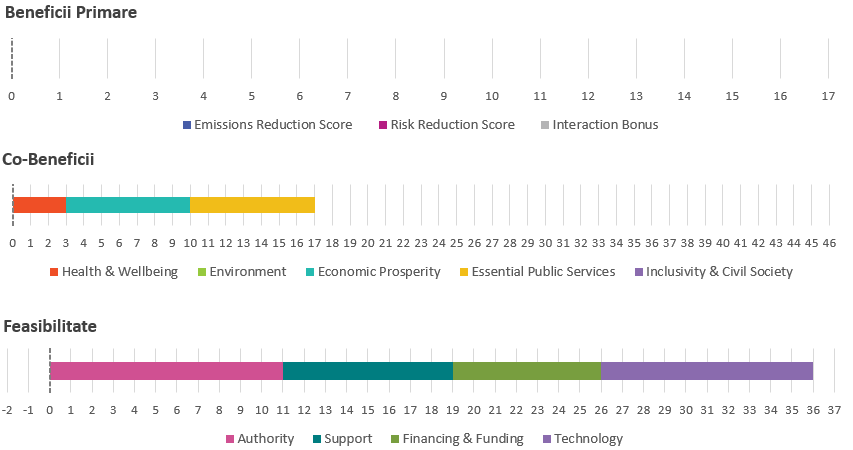 Beneficii Primare
0 1 2 3 4 5 6 7 8 9 10 11 12 13 14 15 16 17
Emissions Reduction Score Risk Reduction Score Interaction Bonus
Co-Beneficii
0 1 2 3 4 5 6 7 8 9 10 11 12 13 14 15 16 17 18 19 20 21 22 23 24 25 26 27 28 29 30 31 32 33 34 35 36 37 38 39 40 41 42 43 44 45 46
Health & Wellbeing Environment Economic Prosperity Essential Public Services Inclusivity & Civil Society
Feasibilitate
-2 -1 0 1 2 3 4 5 6 7 8 9 10 11 12 13 14 15 16 17 18 19 20 21 22 23 24 25 26 27 28 29 30 31 32 33 34 35 36 37
Authority Support Financing & Funding Technology